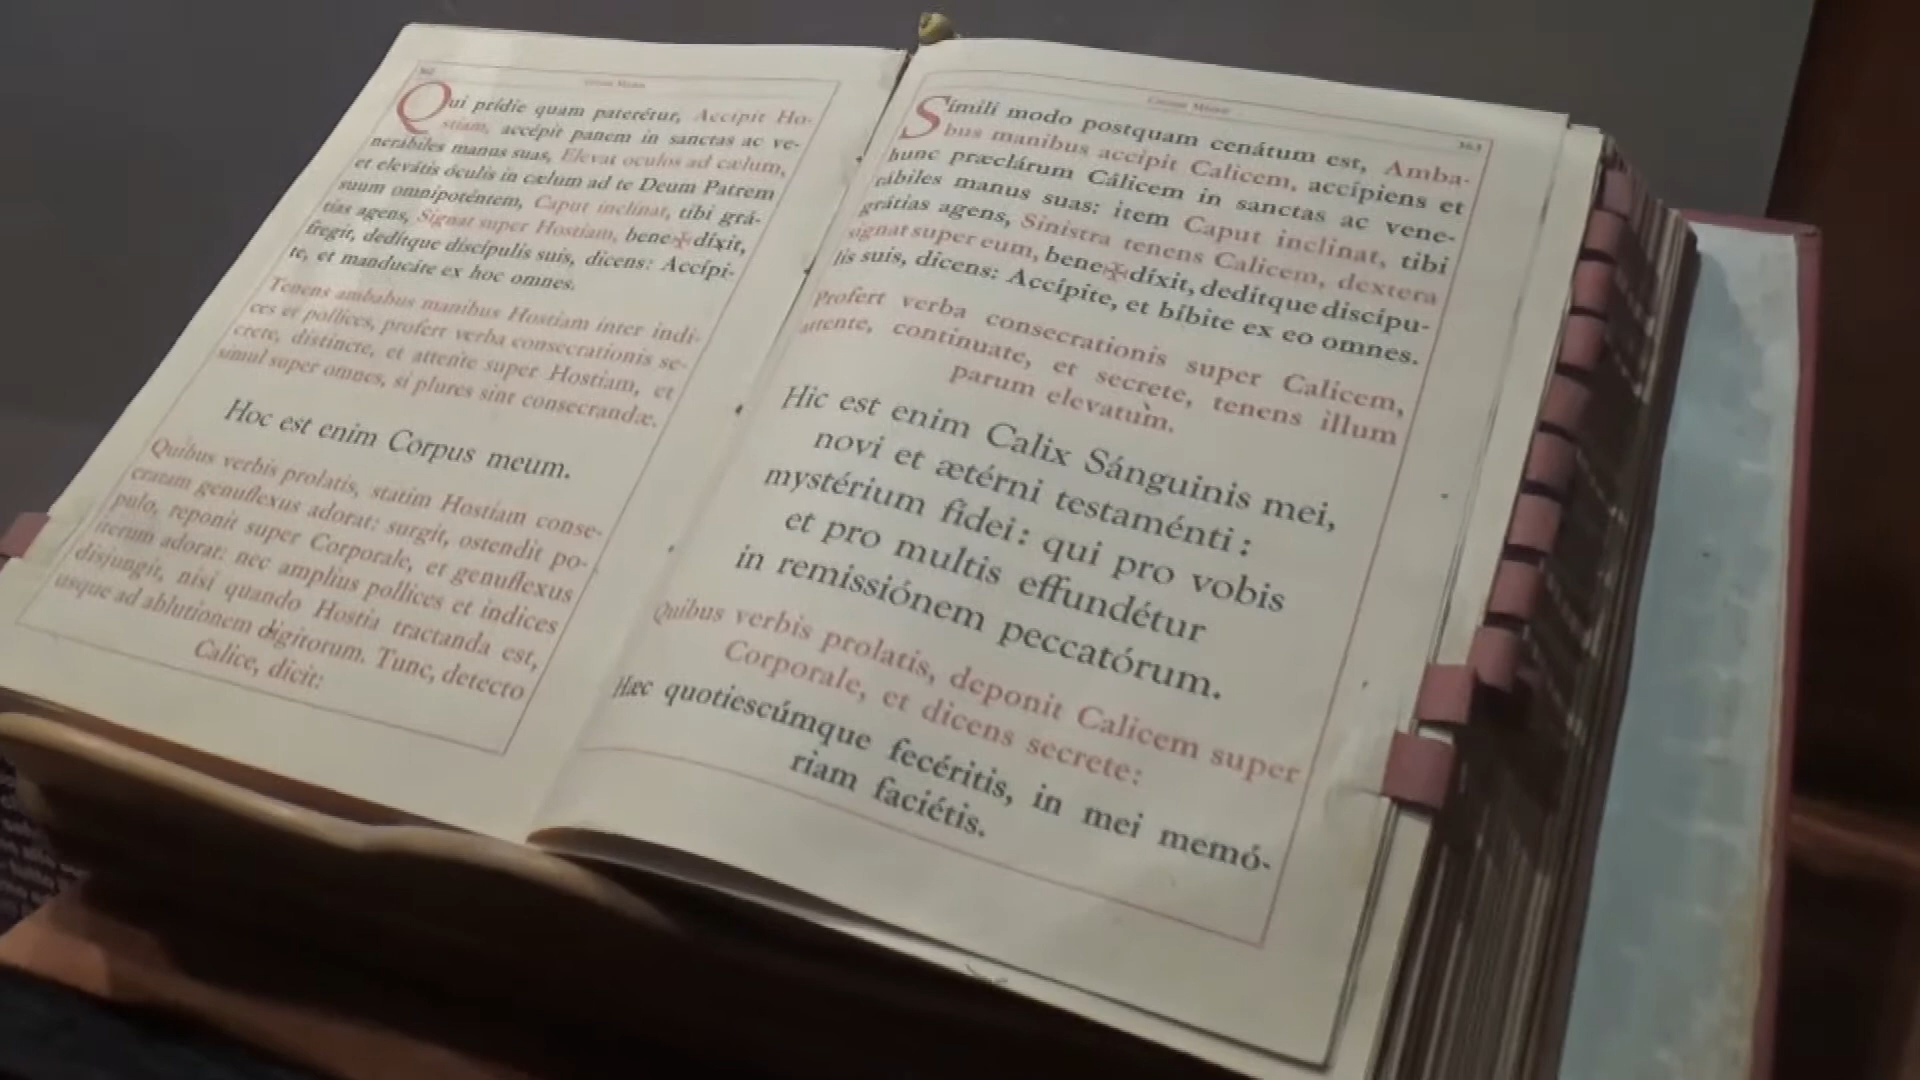 362
Canon Missæ
Qui prídie quam paterétur, Accipit Ho-
stiam, accépit panem in sanctas ac ve-
nerábiles manus suas, Elevat oculos ad cælum,
et elevátis óculis in cælum ad te Deum Patrem
suum omnipoténtem, Caput inclinat, tibi grá-
tias agens, Signat super Hostiam, bene✠díxit,
fregit, dedítque discípulis suis, dicens: Accípi-
te, et manducáte ex hoc omnes.
Tenens ambabus manibus Hostiam inter indi-
ces et pollices, profert verba consecrationis se-
crete, distincte, et attente super Hostiam, et
simul super omnes, si plures sint consecrandæ.
Hoc est enim Corpus meum.
Quibus verbis prolatis, statim Hostiam conse-
cratam genuflexus adorat: surgit, ostendit po-
pulo, reponit super Corporale, et genuflexus
iterum adorat: nec amplius pollices et indices
disjungit, nisi quando Hostia tractanda est,
usque ad ablutionem digitorum. Tunc, detecto
Calice, dicit:
Canon Missæ
363
Símili modo postquam cenátum est, Amba-
bus manibus accipit Calicem, accípiens et
hunc præclárum Cálicem in sanctas ac vene-
rábiles manus suas: item Caput inclinat, tibi
grátias agens, Sinistra tenens Calicem, dextera
signat super eum, bene✠díxit, dedítque discípu-
lis suis, dicens: Accípite, et bíbite ex eo omnes.
Profert verba consecrationis super Calicem,
attente, continuate, et secrete, tenens illum
parum elevatum.
Hic est enim Calix Sánguinis mei,
novi et ætérni testaménti:
mystérium fídei: qui pro vobis
et pro multis effundétur
in remissiónem peccatórum.
Quibus verbis prolatis, deponit Calicem super
Corporale, et dicens secrete:
Hæc quotiescúmque fecéritis, in mei memó-
riam faciétis.